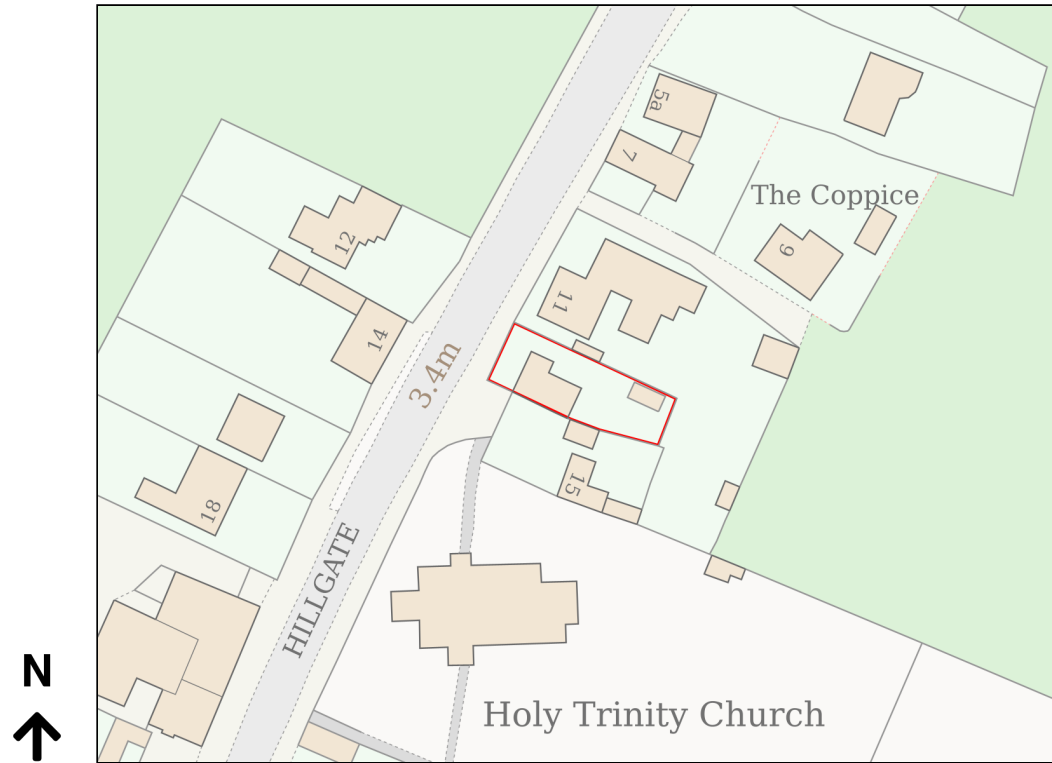 5a
7
The Coppice
12
9
11
14
3.4m
15
18
HILLGATE
N
Holy Trinity Church